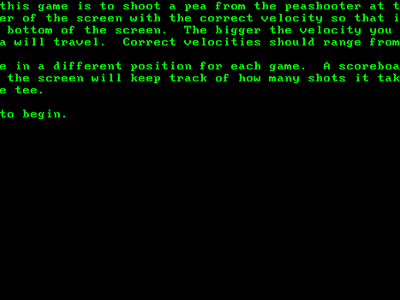 this game is to shoot a pea from the peashooter at t
er of the screen with the correct velocity so that i
bottom of the screen. The bigger the velocity you
a will travel. Correct velocities should range from
e in a different position for each game. A scoreboa
the screen will keep track of how many shots it tak
e tee.
to begin.